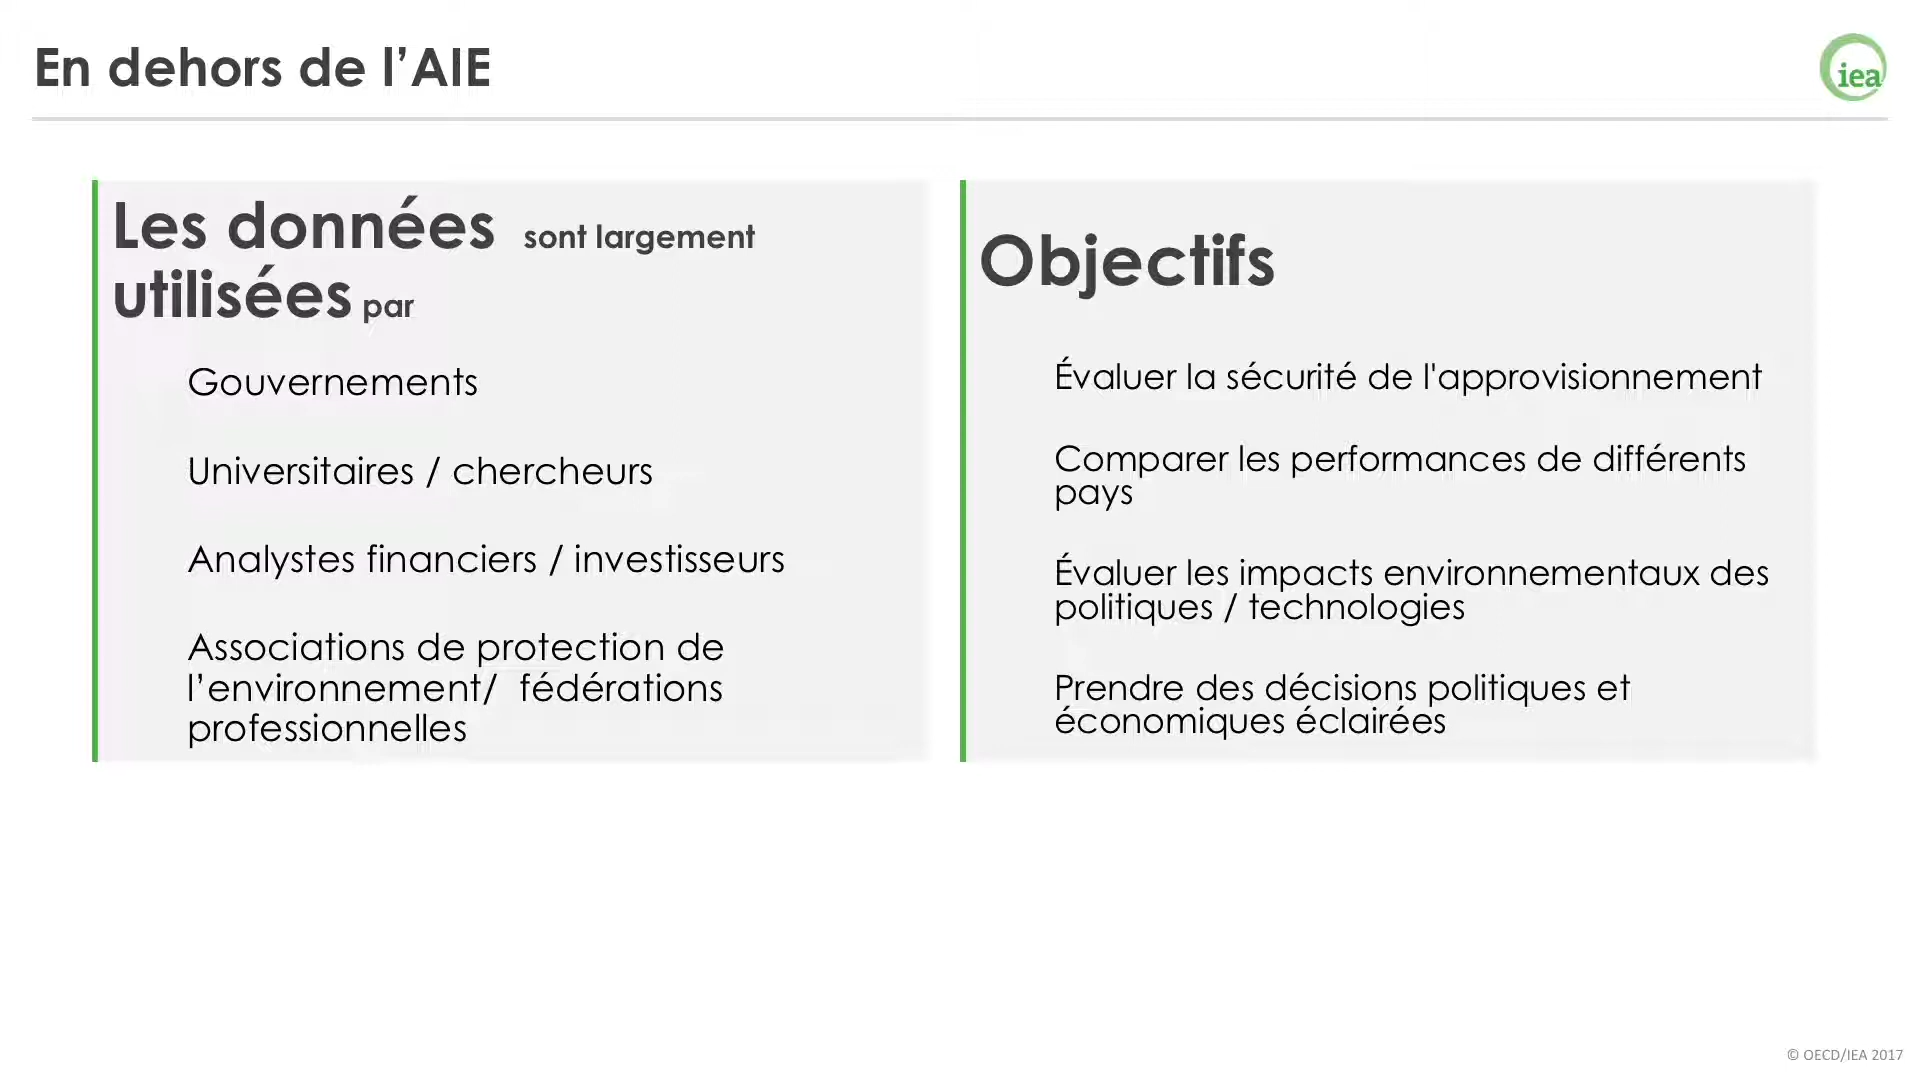 En dehors de l’AIE
iea
Les données sont largement
utilisées par
Gouvernements
Universitaires / chercheurs
Analystes financiers / investisseurs
Associations de protection de
l’environnement/ fédérations
professionnelles
Objectifs
Évaluer la sécurité de l'approvisionnement
Comparer les performances de différents
pays
Évaluer les impacts environnementaux des
politiques / technologies
Prendre des décisions politiques et
économiques éclairées
© OECD/IEA 2017